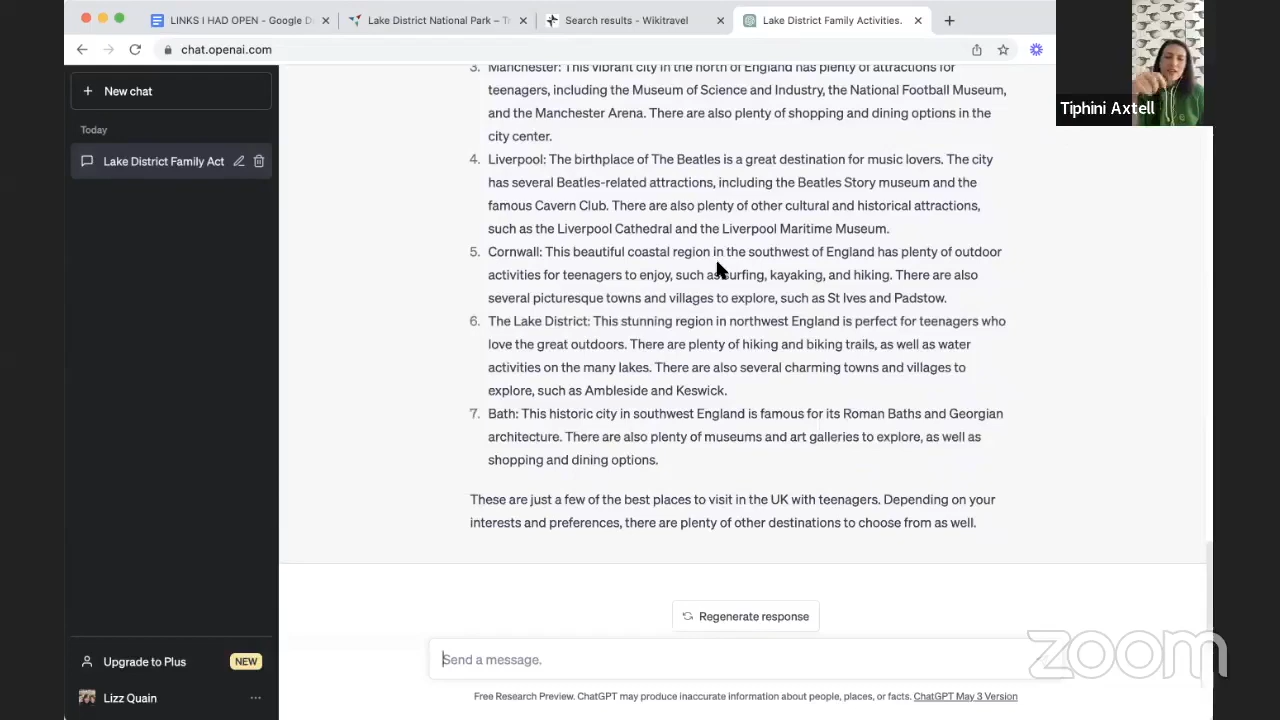 LINKS I HAD OPEN - Google D
Lake District National Park – T
Search results - Wikitravel
Lake District Family Activities.
chat.openai.com
Tiphini Axtell
New chat
Today
Lake District Family Act
3. Manchester: This vibrant city in the north of England has plenty of attractions for
teenagers, including the Museum of Science and Industry, the National Football Museum,
and the Manchester Arena. There are also plenty of shopping and dining options in the
city center.
4. Liverpool: The birthplace of The Beatles is a great destination for music lovers. The city
has several Beatles-related attractions, including the Beatles Story museum and the
famous Cavern Club. There are also plenty of other cultural and historical attractions,
such as the Liverpool Cathedral and the Liverpool Maritime Museum.
5. Cornwall: This beautiful coastal region in the southwest of England has plenty of outdoor
activities for teenagers to enjoy, such as surfing, kayaking, and hiking. There are also
several picturesque towns and villages to explore, such as St Ives and Padstow.
6. The Lake District: This stunning region in northwest England is perfect for teenagers who
love the great outdoors. There are plenty of hiking and biking trails, as well as water
activities on the many lakes. There are also several charming towns and villages to
explore, such as Ambleside and Keswick.
7. Bath: This historic city in southwest England is famous for its Roman Baths and Georgian
architecture. There are also plenty of museums and art galleries to explore, as well as
shopping and dining options.
These are just a few of the best places to visit in the UK with teenagers. Depending on your
interests and preferences, there are plenty of other destinations to choose from as well.
Regenerate response
Send a message.
Free Research Preview. ChatGPT may produce inaccurate information about people, places, or facts. ChatGPT May 3 Version
Upgrade to Plus NEW
Lizz Quain
zoom